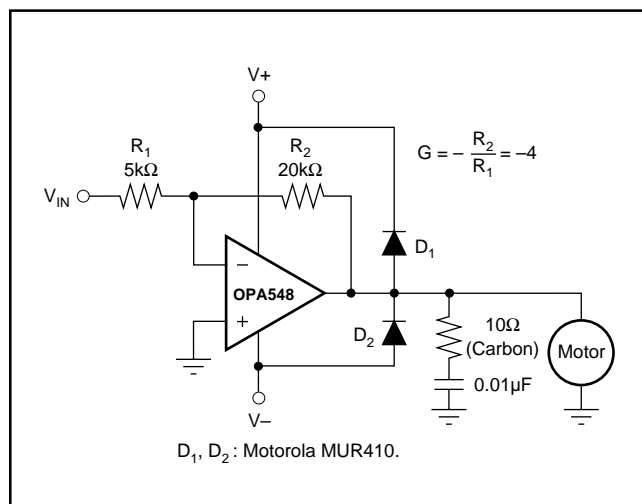 V+
R1
5kΩ
R2
20kΩ
G = – R2/R1 = –4
VIN
D1
–
OPA548
+
D2
10Ω
(Carbon)
Motor
0.01µF
V–
D1, D2 : Motorola MUR410.